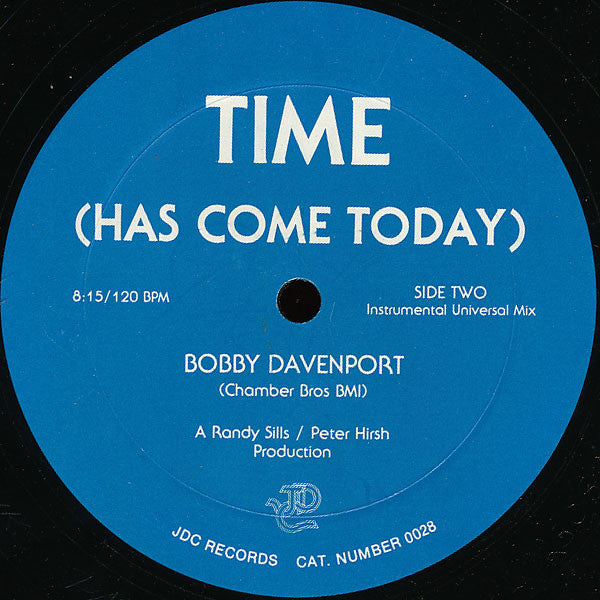 TIME
(HAS COME TODAY)
8:15/120 BPM
SIDE TWO
Instrumental Universal Mix
BOBBY DAVENPORT
(Chamber Bros BMI)
A Randy Sills / Peter Hirsh
Production
JDC
JDC RECORDS CAT. NUMBER 0028